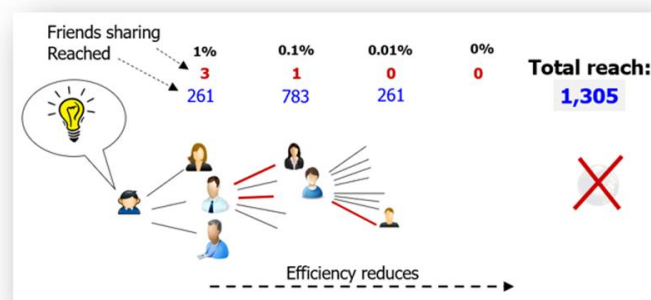 Friends sharing
Reached
1% 0.1% 0.01% 0%
3 1 0 0
261 783 261
Total reach:
1,305
Efficiency reduces